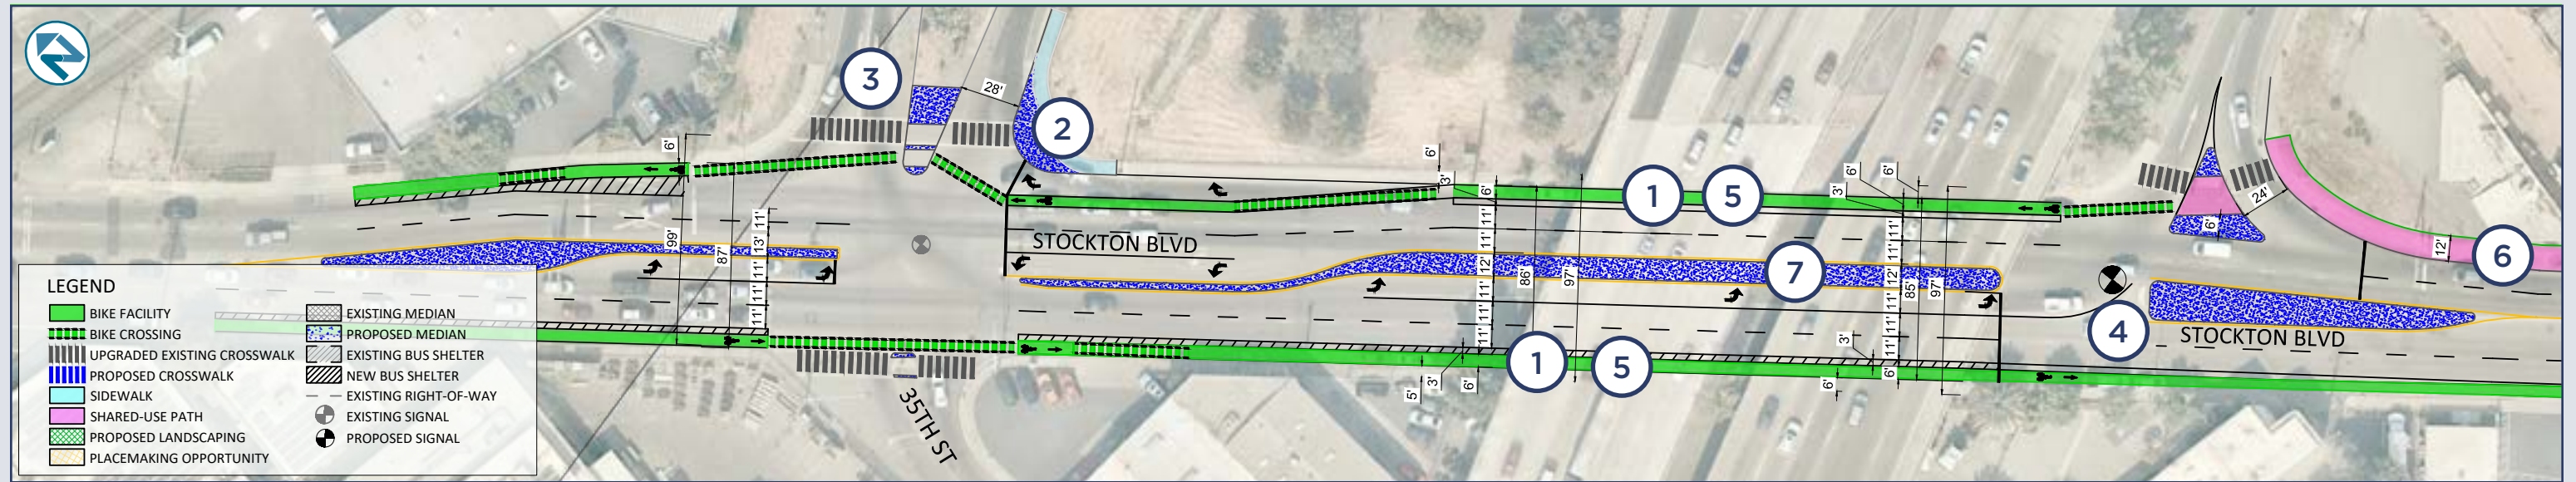 3
28'
2
6'
6'
3'
6'
1
5
6'
6'
3'
24'
6'
12'
6
STOCKTON BLVD
99'
87'
11'
13'
11'
11'
11'
11'
12'
11'
11'
86'
97'
7
11'
11'
12'
11'
11'
85'
97'
4
STOCKTON BLVD
1
5
5'
3'
6'
3'
6'
6'
35TH ST
LEGEND
BIKE FACILITY
BIKE CROSSING
UPGRADED EXISTING CROSSWALK
PROPOSED CROSSWALK
SIDEWALK
SHARED-USE PATH
PROPOSED LANDSCAPING
PLACEMAKING OPPORTUNITY
EXISTING MEDIAN
PROPOSED MEDIAN
EXISTING BUS SHELTER
NEW BUS SHELTER
EXISTING RIGHT-OF-WAY
EXISTING SIGNAL
PROPOSED SIGNAL